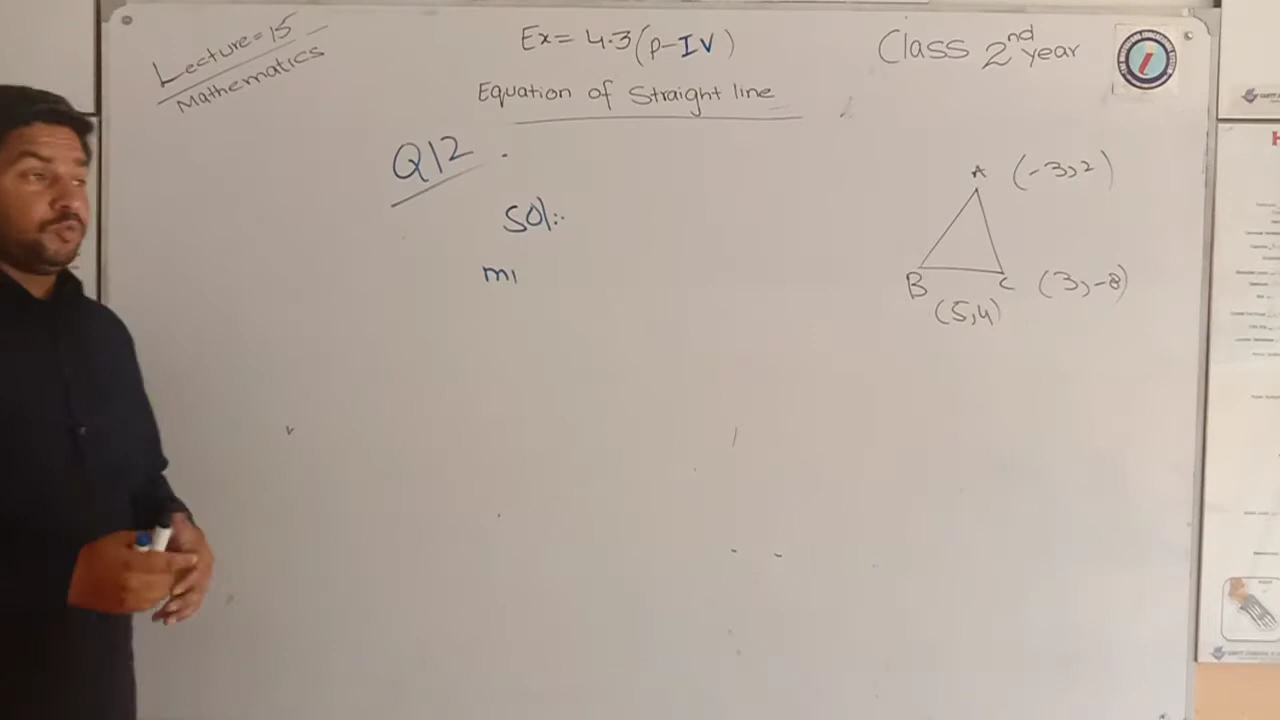 Lecture=15
Mathematics
Ex= 4.3(P-IV)
Equation of Straight line
Class 2nd year
Q12
Sol:
m1
A (-3,2)
B C (3,-8)
(5,4)